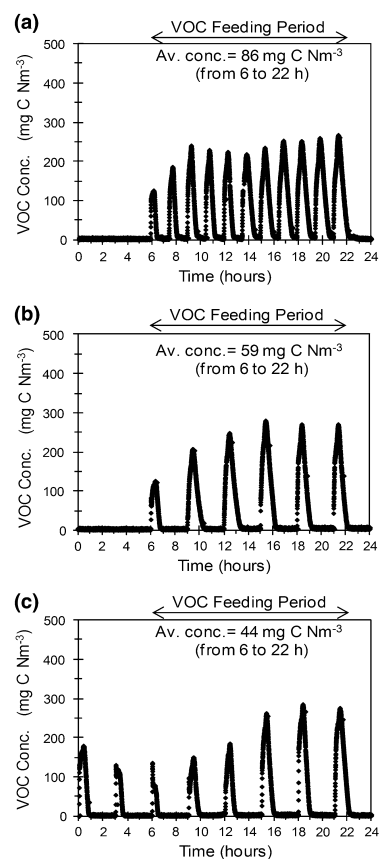 (a)
VOC Feeding Period
Av. conc.= 86 mg C Nm-3
(from 6 to 22 h)
VOC Conc. (mg C Nm-3)
500
400
300
200
100
0
0 2 4 6 8 10 12 14 16 18 20 22 24
Time (hours)
(b)
VOC Feeding Period
Av. conc.= 59 mg C Nm-3
(from 6 to 22 h)
VOC Conc. (mg C Nm-3)
500
400
300
200
100
0
0 2 4 6 8 10 12 14 16 18 20 22 24
Time (hours)
(c)
VOC Feeding Period
Av. conc.= 44 mg C Nm-3
(from 6 to 22 h)
VOC Conc. (mg C Nm-3)
500
400
300
200
100
0
0 2 4 6 8 10 12 14 16 18 20 22 24
Time (hours)